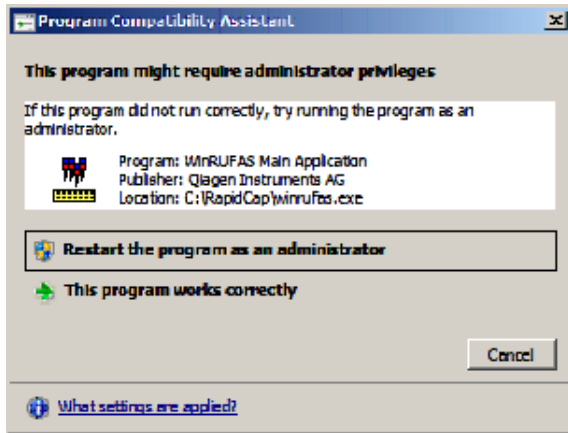 Program Compatibility Assistant
This program might require administrator privileges
If this program did not run correctly, try running the program as an
administrator.
Program: WinRUFAS Main Application
Publisher: Qiagen Instruments AG
Location: C:\RapidCap\winrufas.exe
Restart the program as an administrator
This program works correctly
Cancel
What settings are applied?